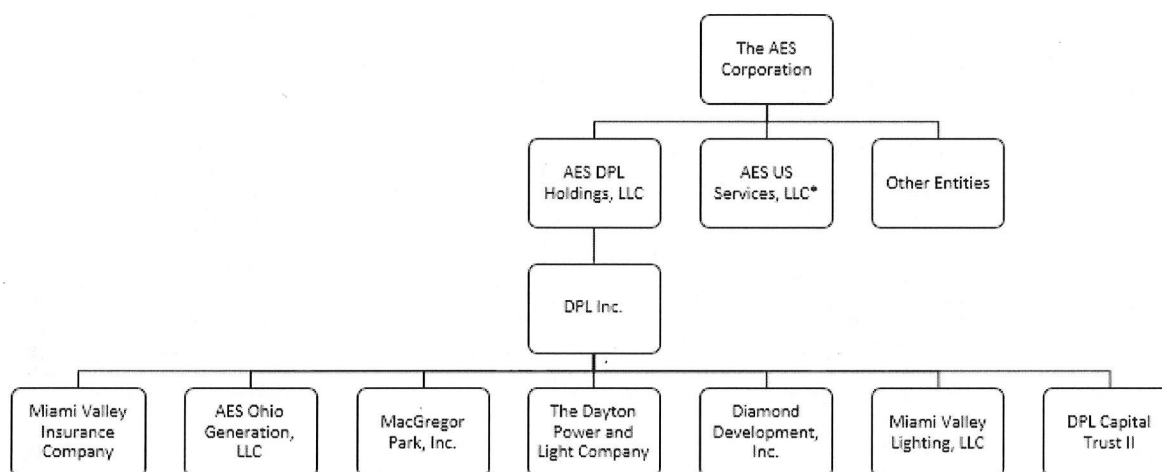 The AES
Corporation
AES DPL
Holdings, LLC
AES US
Services, LLC*
Other Entities
DPL Inc.
Miami Valley
Insurance
Company
AES Ohio
Generation,
LLC
MacGregor
Park, Inc.
The Dayton
Power and
Light Company
Diamond
Development,
Inc.
Miami Valley
Lighting, LLC
DPL Capital
Trust II